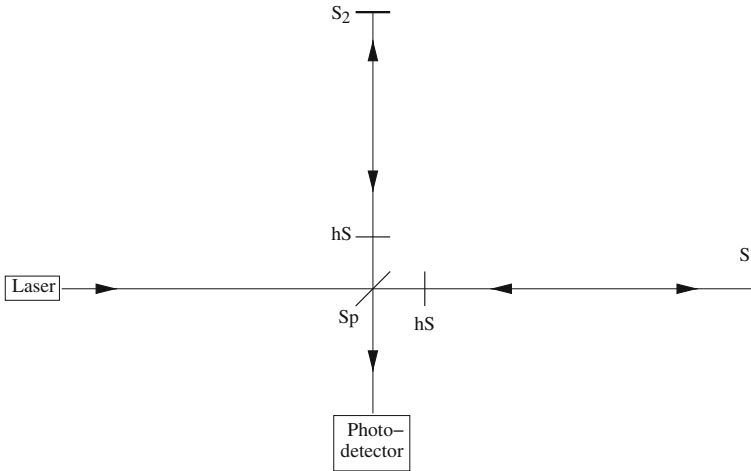 S2
hS
S
Laser
Sp
hS
Photo–
detector